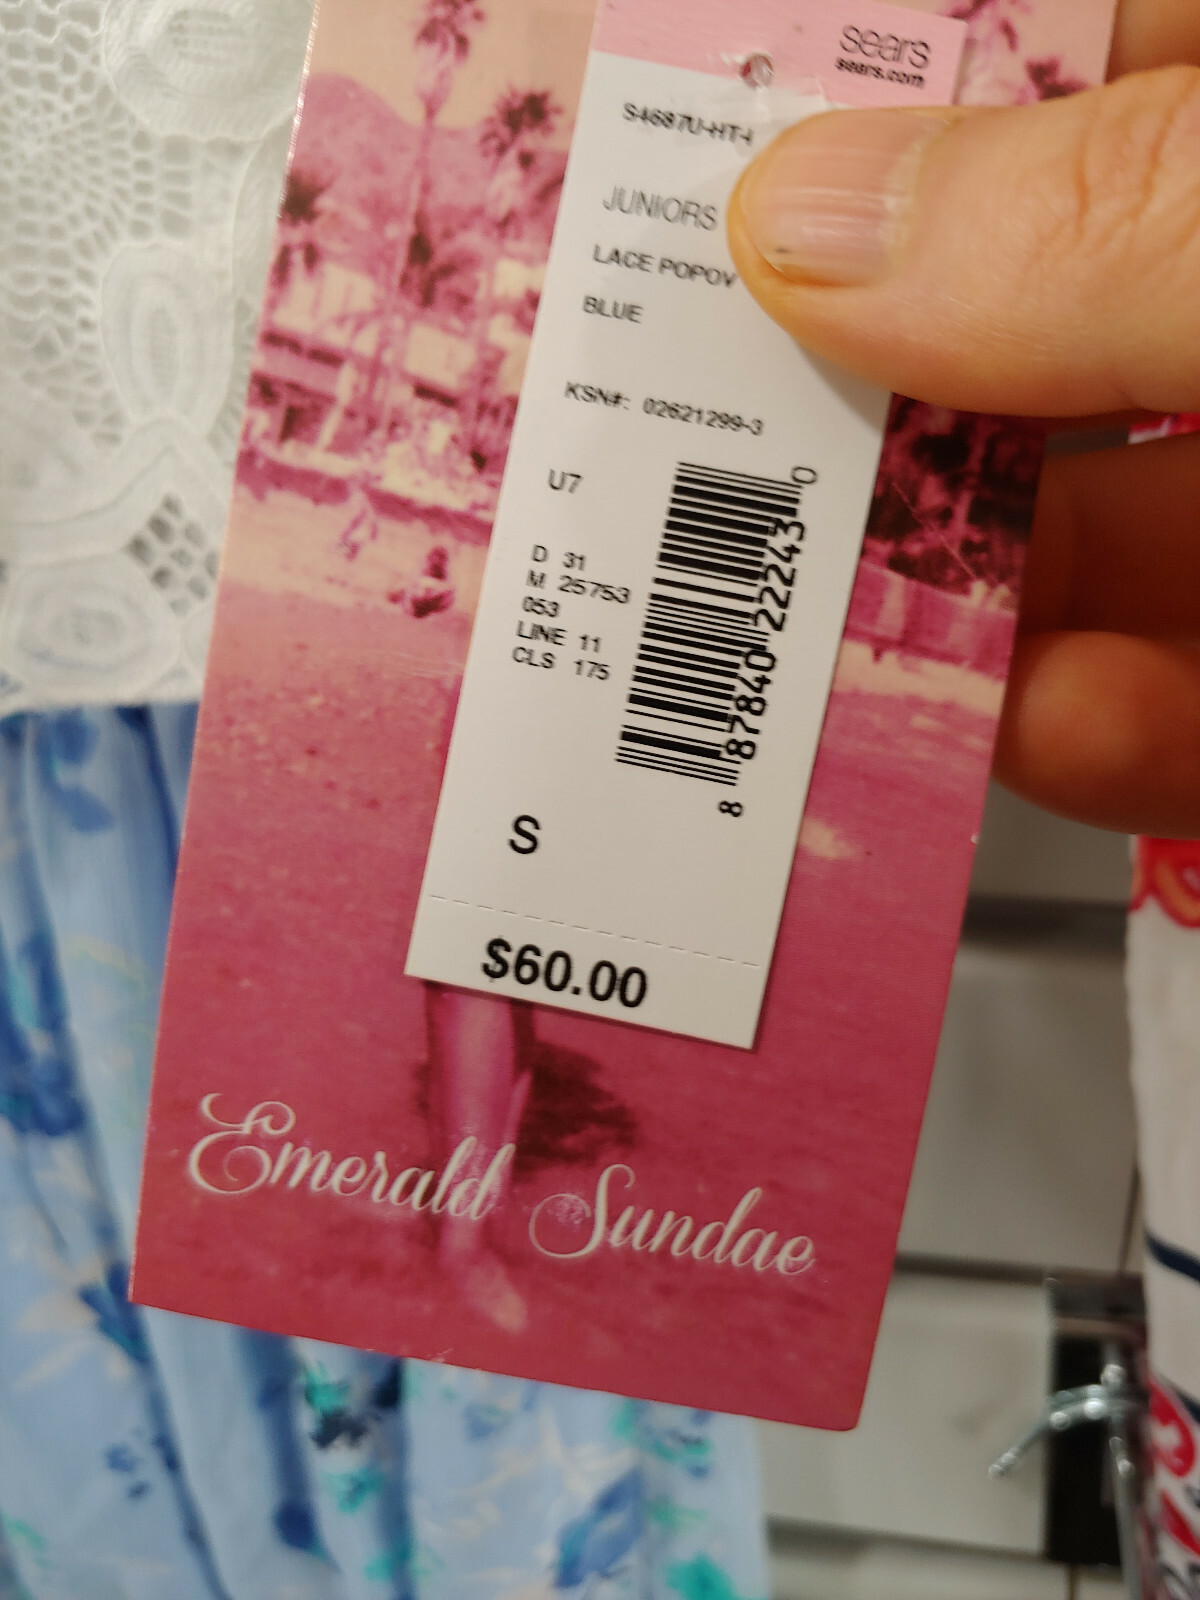 sears
sears.com
S4687U-HT-I
JUNIORS
LACE POPOV
BLUE
KSN#: 02621299-3
U7
D 31
M 25753
053
LINE 11
CLS 175
8 87840 22243 0
S
$60.00
Emerald Sundae